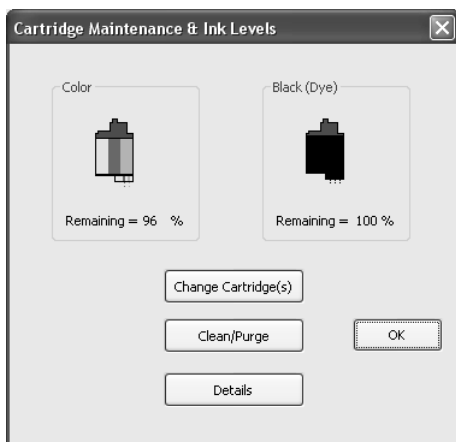 Cartridge Maintenance & Ink Levels
Color
Black (Dye)
Remaining = 96 %
Remaining = 100 %
Change Cartridge(s)
Clean/Purge
OK
Details